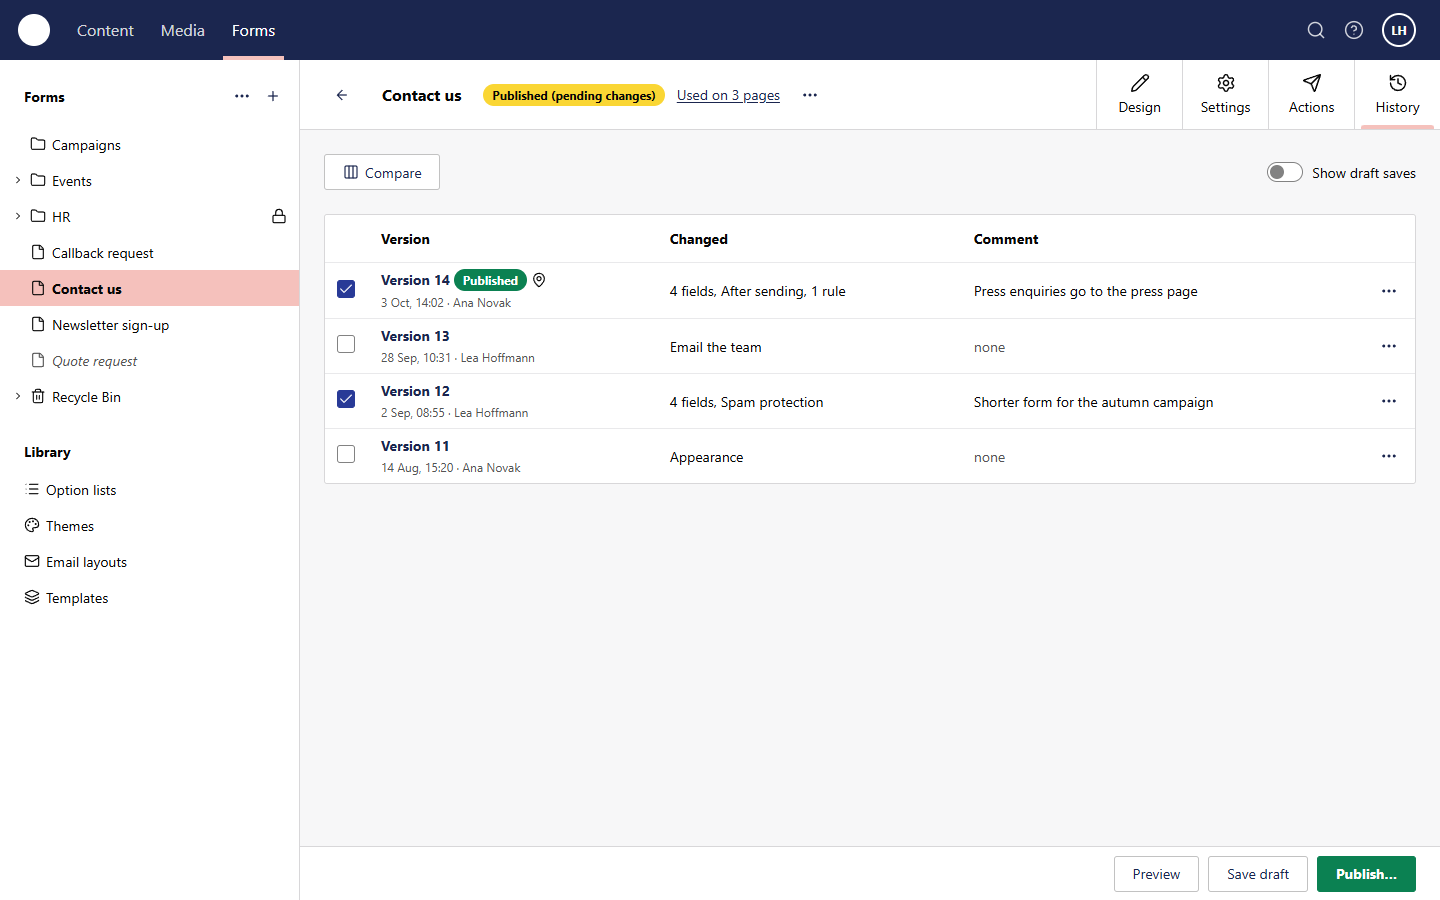 Content Media Forms
LH
Forms
Campaigns
Events
HR
Callback request
Contact us
Newsletter sign-up
Quote request
Recycle Bin
Library
Option lists
Themes
Email layouts
Templates
Contact us Published (pending changes) Used on 3 pages
Design Settings Actions History
Compare
Show draft saves
Version Changed Comment
Version 14 Published
3 Oct, 14:02 · Ana Novak
4 fields, After sending, 1 rule
Press enquiries go to the press page
Version 13
28 Sep, 10:31 · Lea Hoffmann
Email the team
none
Version 12
2 Sep, 08:55 · Lea Hoffmann
4 fields, Spam protection
Shorter form for the autumn campaign
Version 11
14 Aug, 15:20 · Ana Novak
Appearance
none
Preview Save draft Publish...